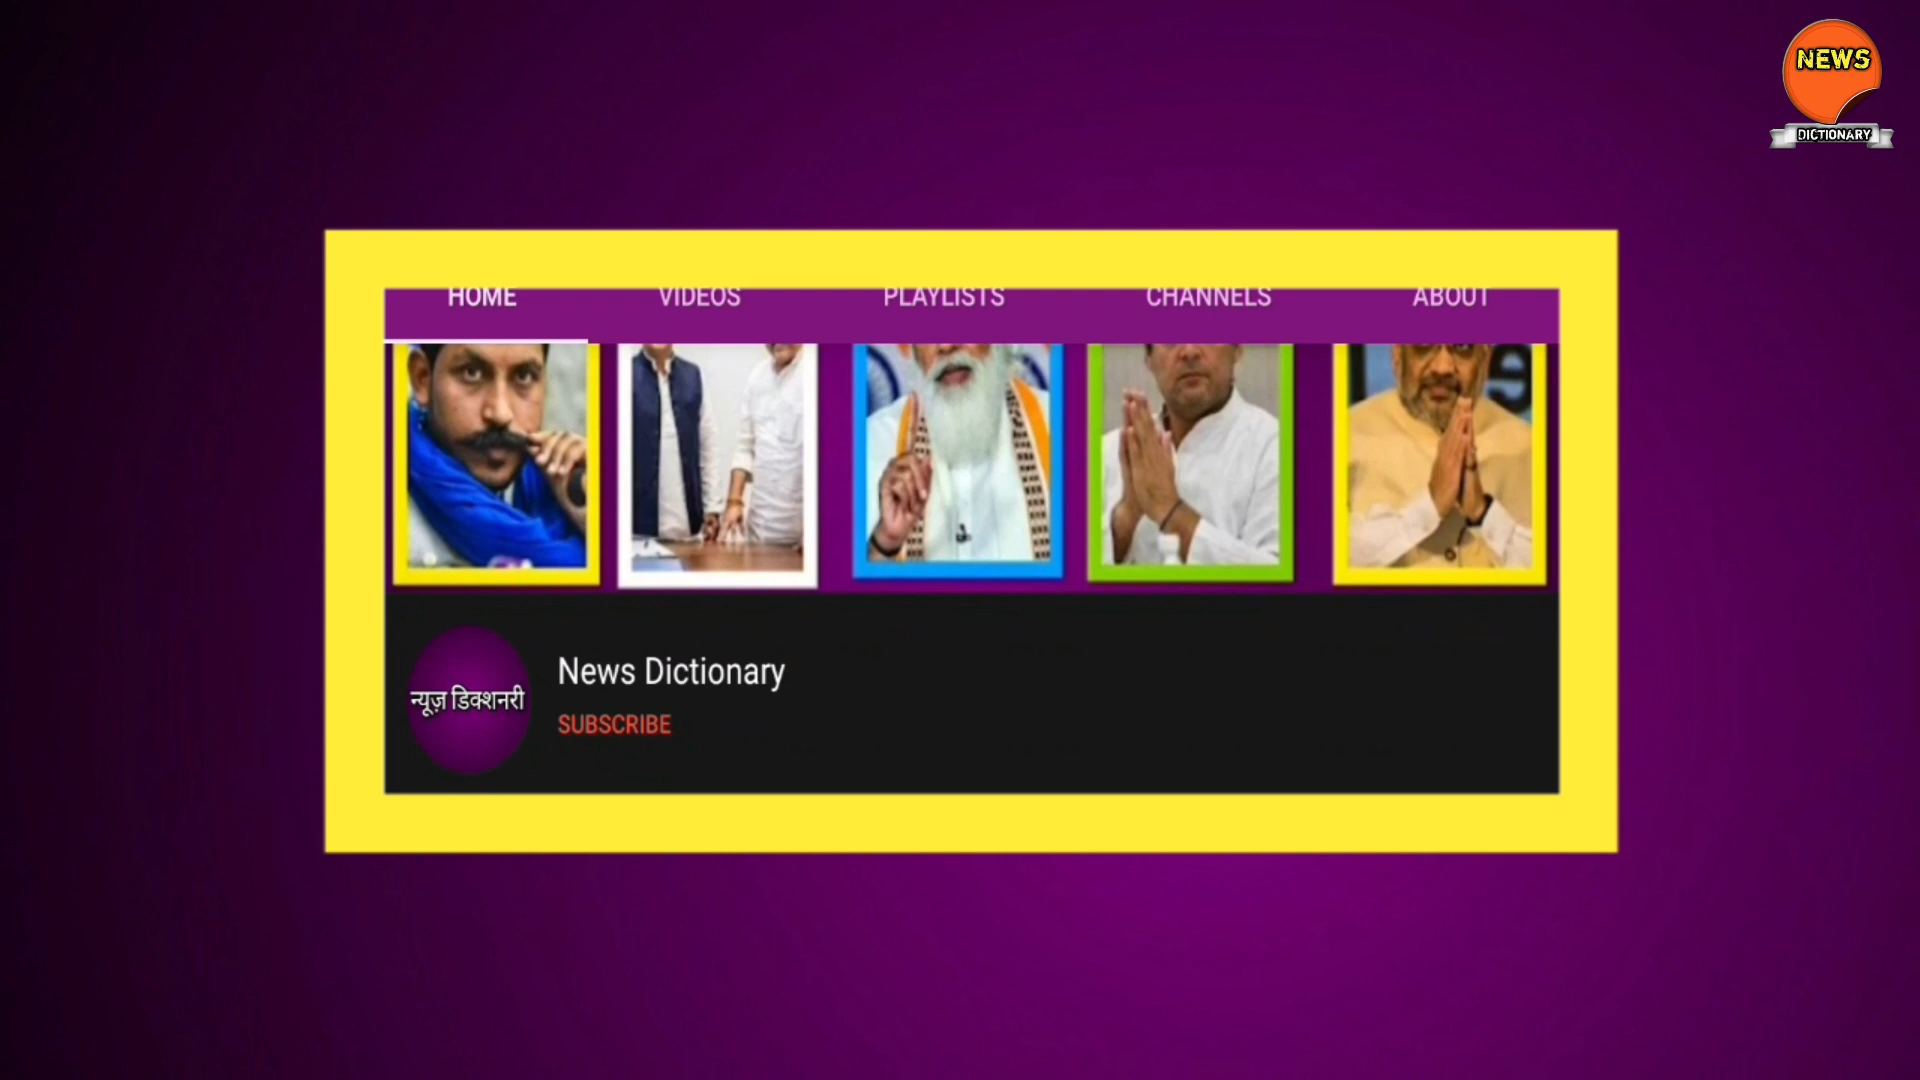 NEWS
DICTIONARY
HOME VIDEOS PLAYLISTS CHANNELS ABOUT
न्यूज़ डिक्शनरी
News Dictionary
SUBSCRIBE